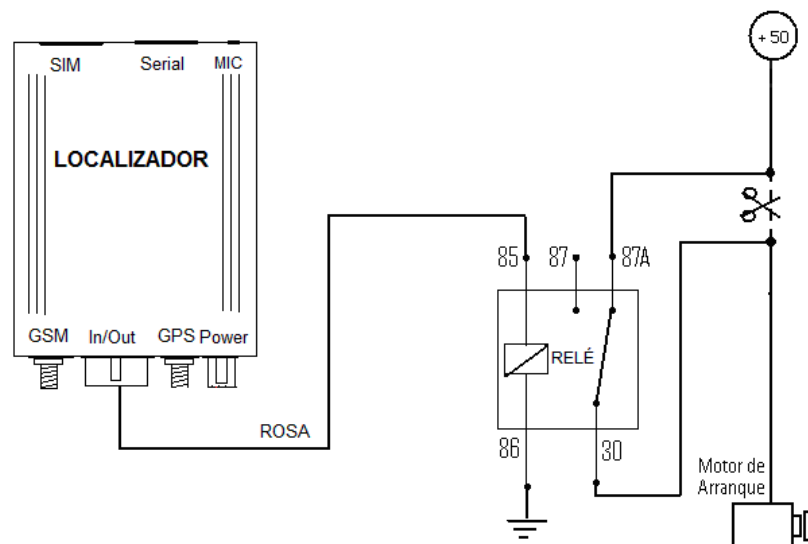 SIM
Serial
MIC
LOCALIZADOR
GSM
In/Out
GPS
Power
ROSA
85
87
87A
RELÉ
86
30
+ 50
Motor de
Arranque